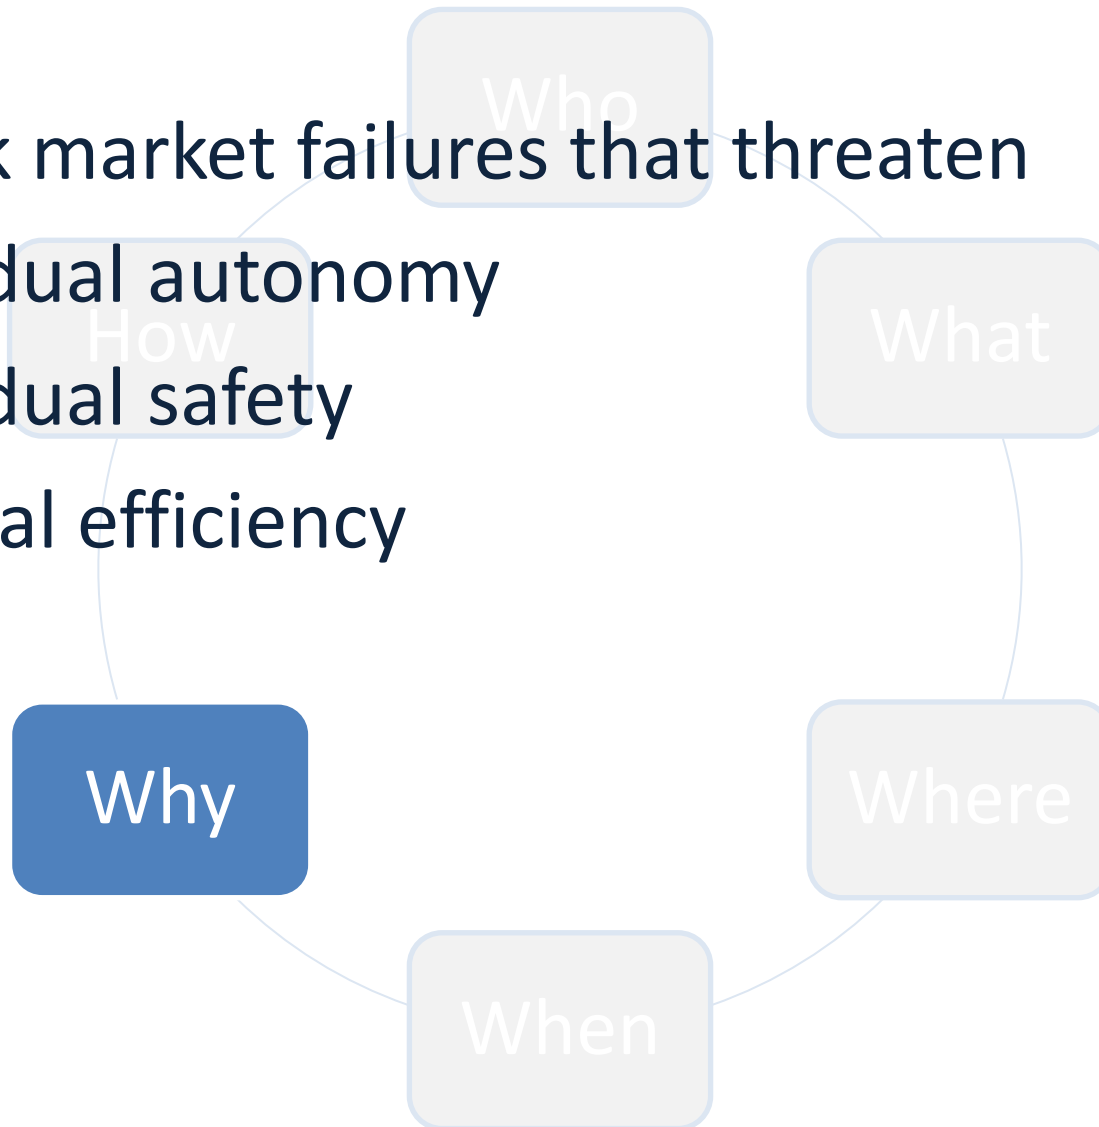 Who
k market failures that threaten
dual autonomy
How
What
dual safety
al efficiency
Why
Where
When